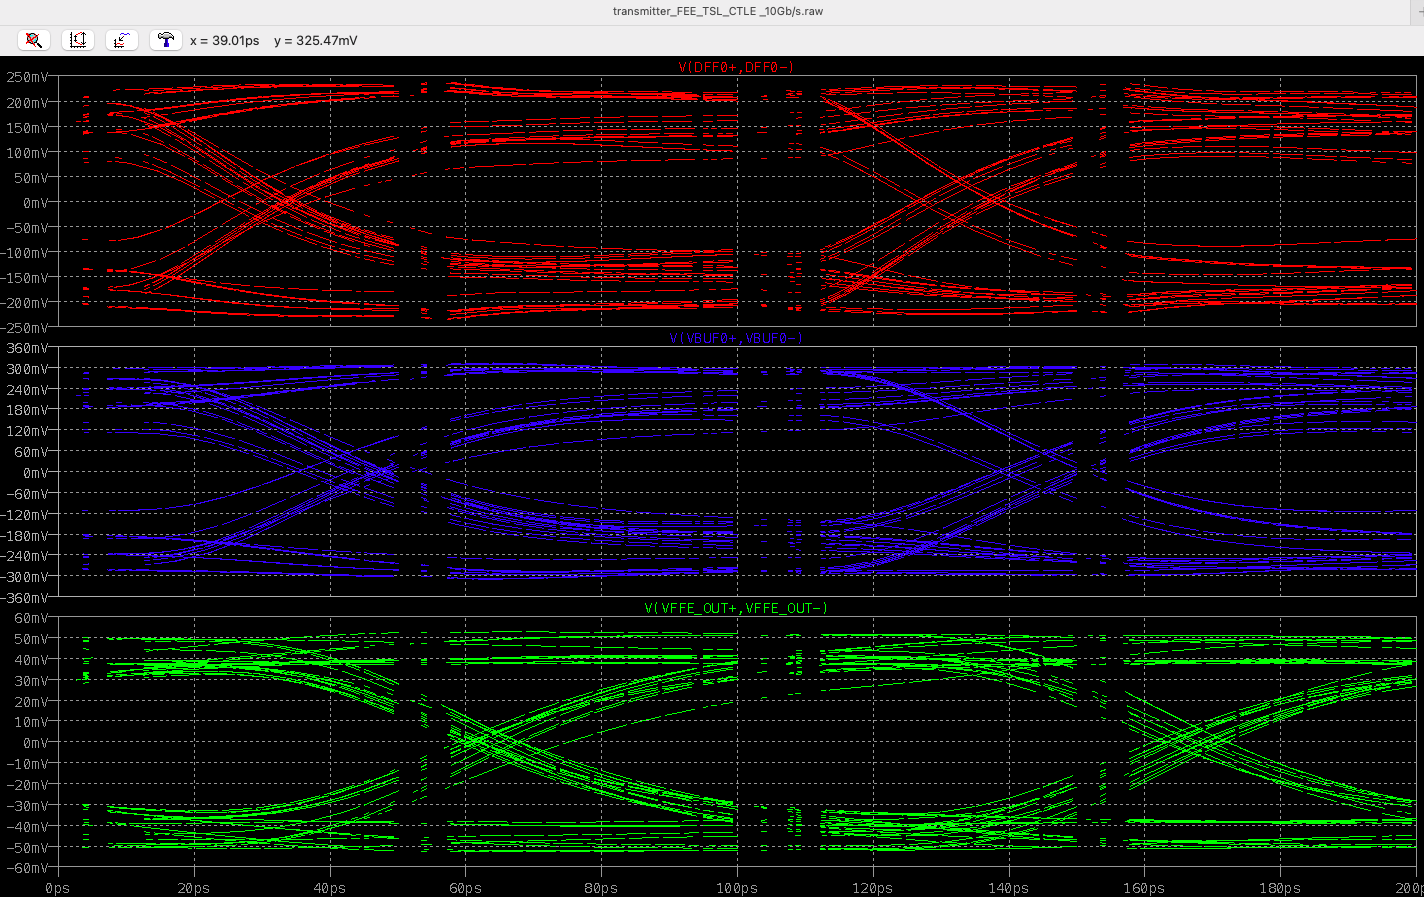 transmitter_FEE_TSL_CTLE _10Gb/s.raw
x = 39.01ps y = 325.47mV
V(DFF0+,DFF0-)
250mV
200mV
150mV
100mV
50mV
0mV
-50mV
-100mV
-150mV
-200mV
-250mV
V(VBUF0+,VBUF0-)
360mV
300mV
240mV
180mV
120mV
60mV
0mV
-60mV
-120mV
-180mV
-240mV
-300mV
-360mV
V(VFFE_OUT+,VFFE_OUT-)
60mV
50mV
40mV
30mV
20mV
10mV
0mV
-10mV
-20mV
-30mV
-40mV
-50mV
-60mV
0ps 20ps 40ps 60ps 80ps 100ps 120ps 140ps 160ps 180ps 200p